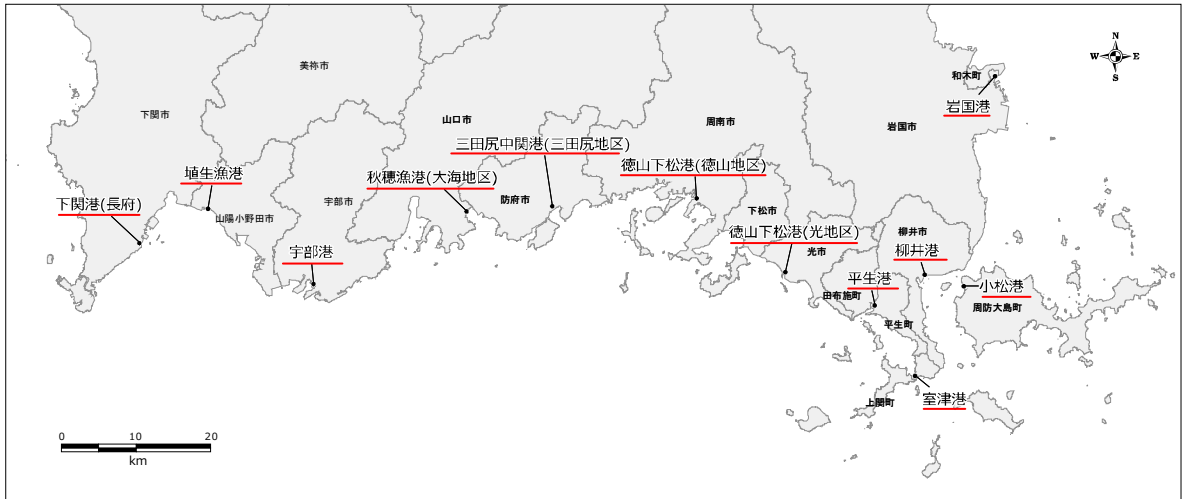 N
W E
S
和木町
岩国港
美祢市
下関市
山口市
周南市
岩国市
三田尻中関港(三田尻地区)
徳山下松港(徳山地区)
埴生漁港
秋穂漁港(大海地区)
下関港(長府)
宇部市
防府市
山陽小野田市
下松市
徳山下松港(光地区)
柳井市
宇部港
光市
柳井港
平生港
小松港
田布施町
周防大島町
平生町
上関町
室津港
0 10 20
km